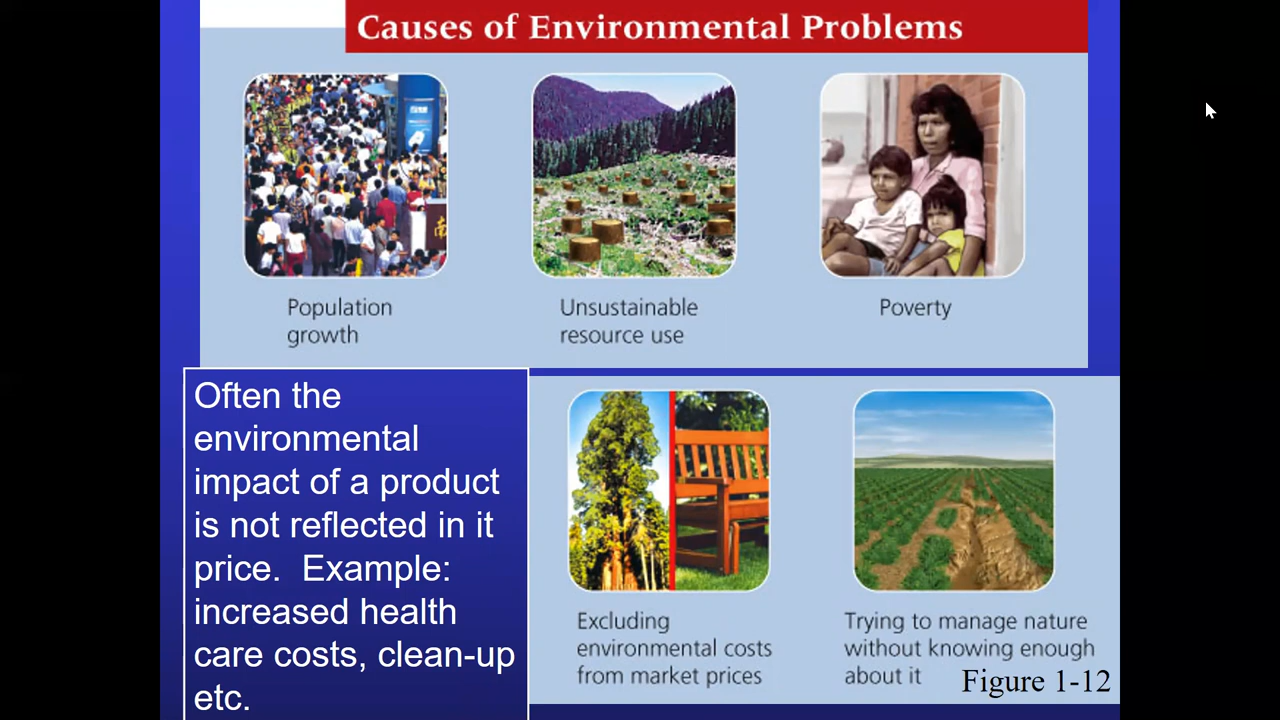 Causes of Environmental Problems
Population
growth
Unsustainable
resource use
Poverty
Often the
environmental
impact of a product
is not reflected in it
price.  Example:
increased health
care costs, clean-up
etc.
Excluding
environmental costs
from market prices
Trying to manage nature
without knowing enough
about it
Figure 1-12